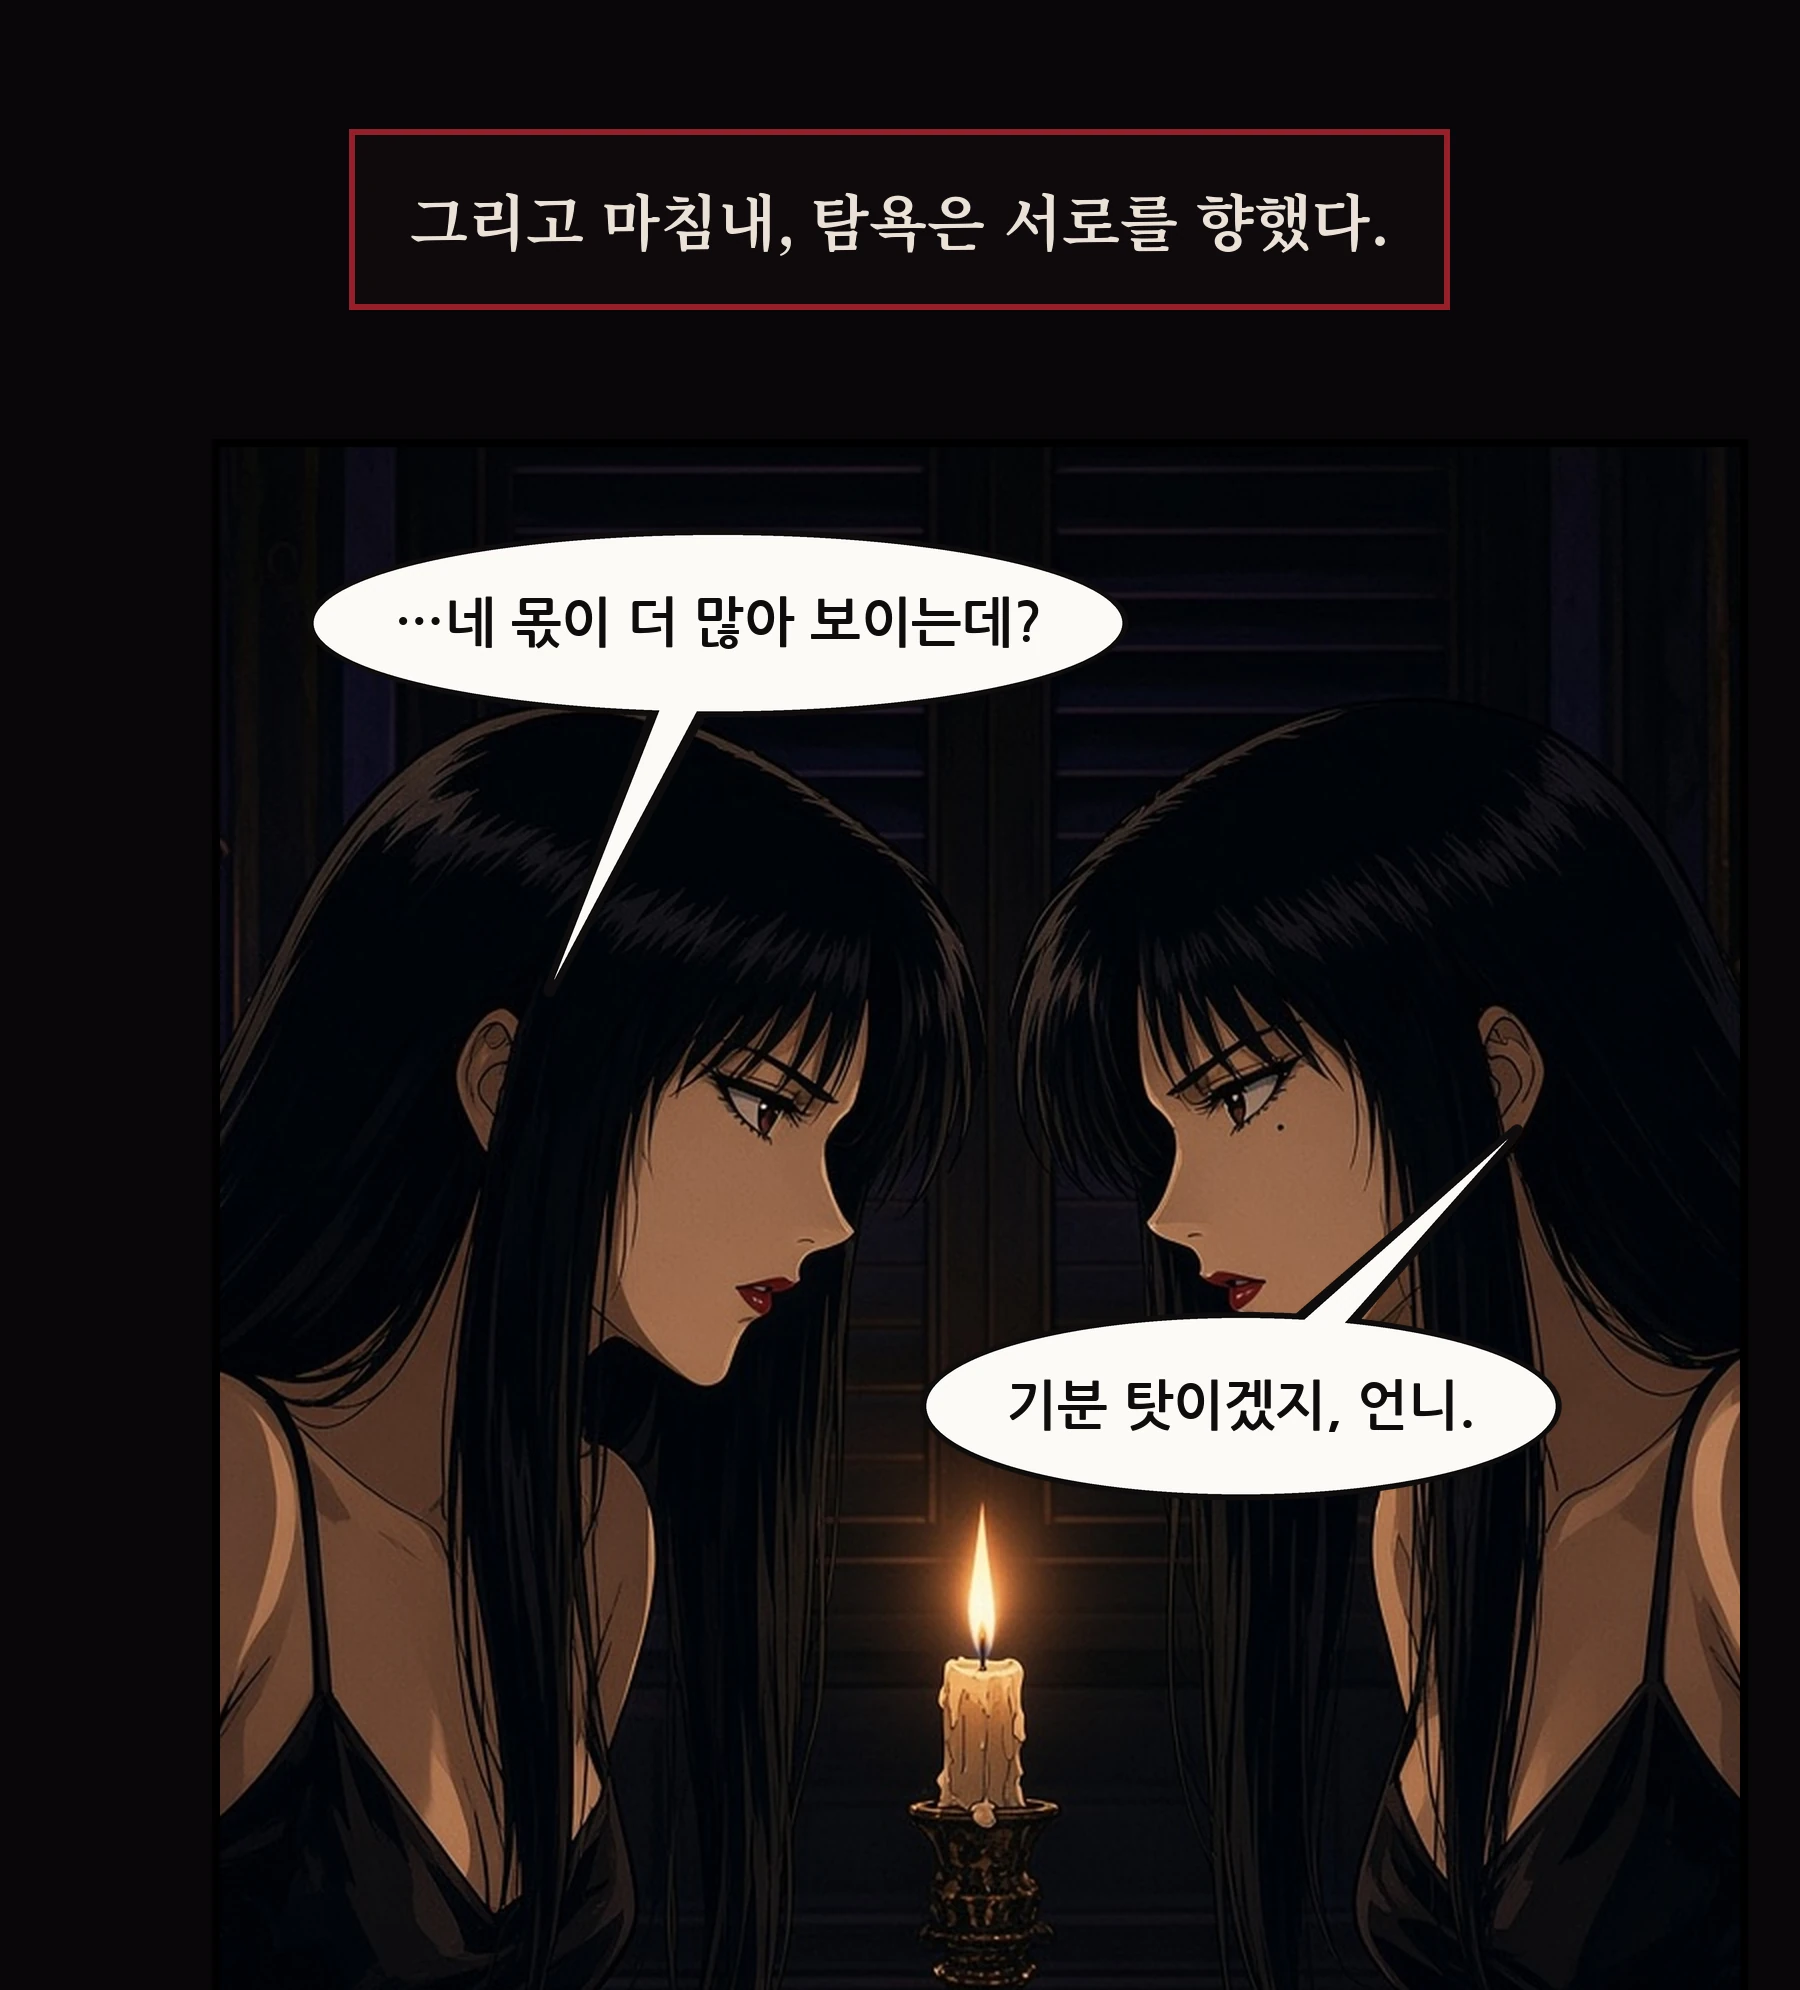 그리고 마침내, 탐욕은 서로를 향했다.
…네 몫이 더 많아 보이는데?
기분 탓이겠지, 언니.